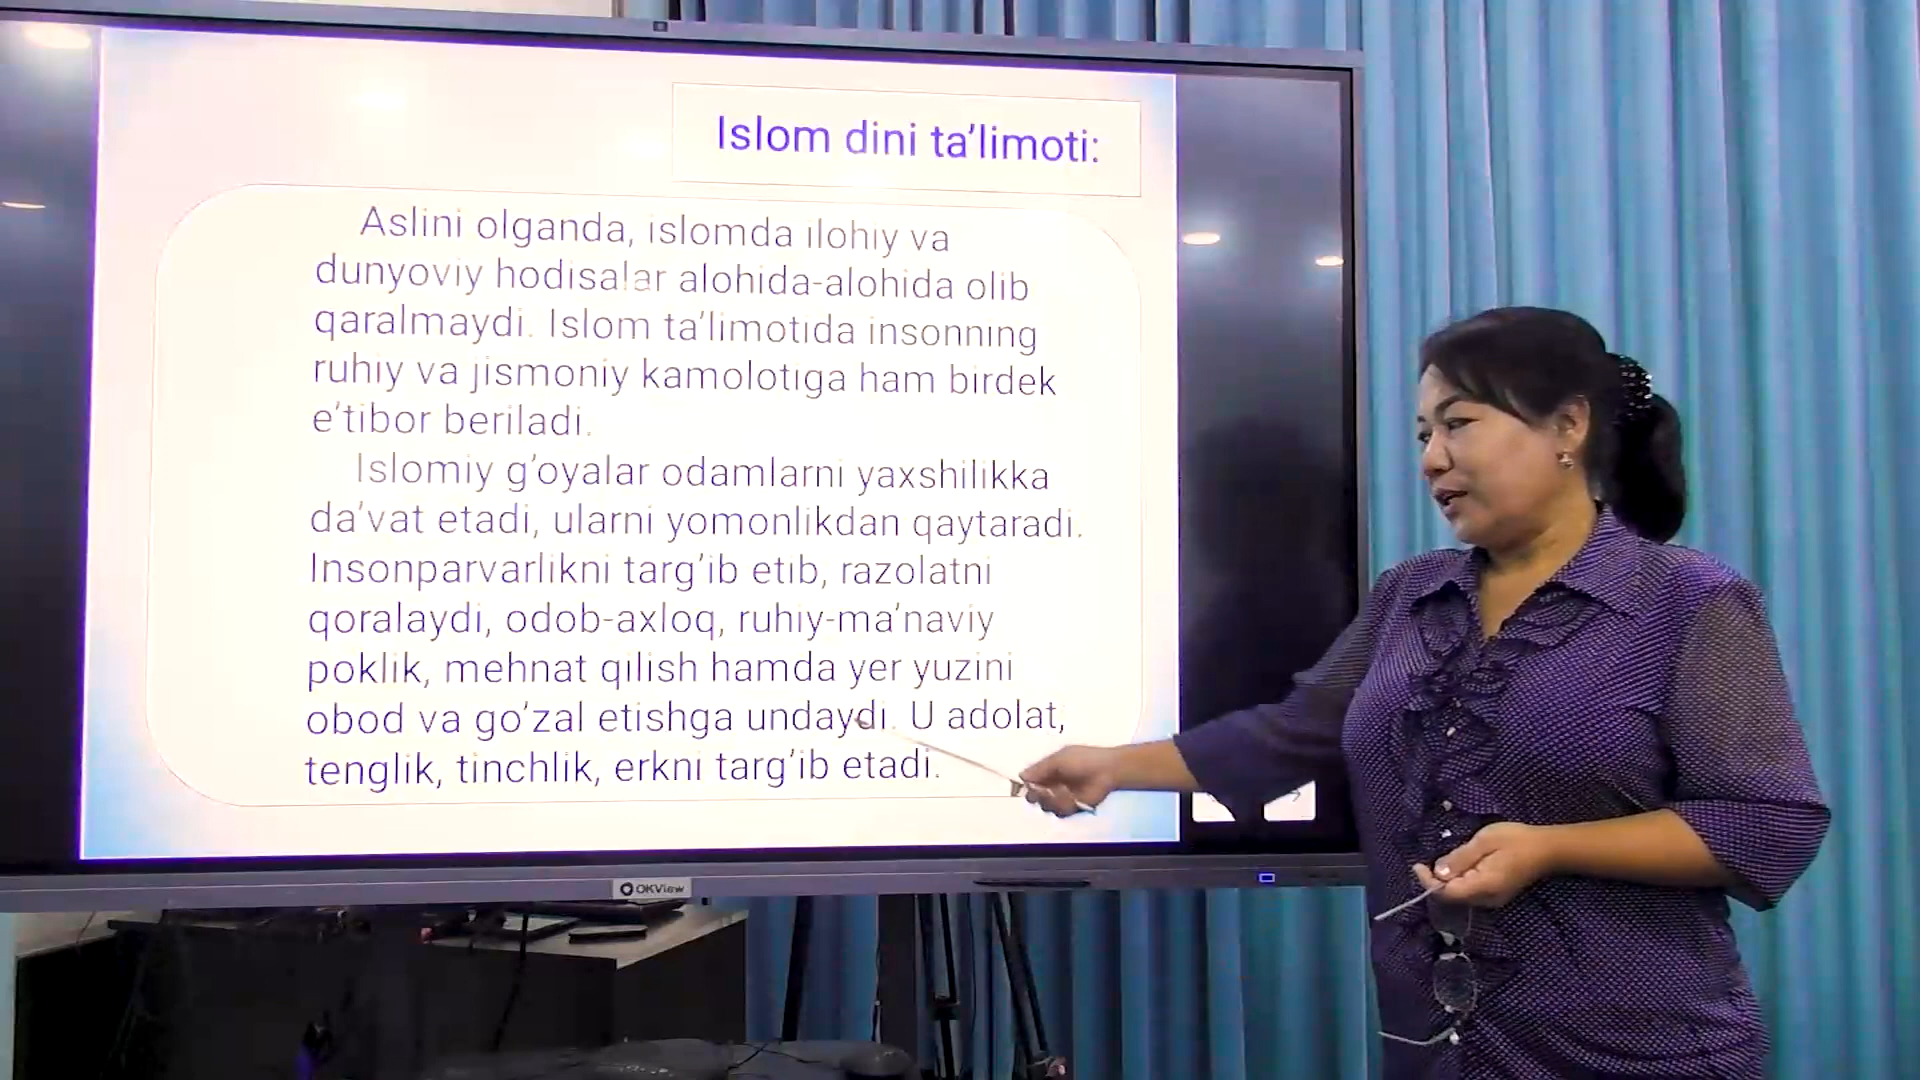 Islom dini ta’limoti:
Aslini olganda, islomda ilohiy va
dunyoviy hodisalar alohida-alohida olib
qaralmaydi. Islom ta’limotida insonning
ruhiy va jismoniy kamolotiga ham birdek
e’tibor beriladi.
Islomiy g’oyalar odamlarni yaxshilikka
da’vat etadi, ularni yomonlikdan qaytaradi.
Insonparvarlikni targ’ib etib, razolatni
qoralaydi, odob-axloq, ruhiy-ma’naviy
poklik, mehnat qilish hamda yer yuzini
obod va go’zal etishga undaydi. U adolat,
tenglik, tinchlik, erkni targ’ib etadi.
OKView